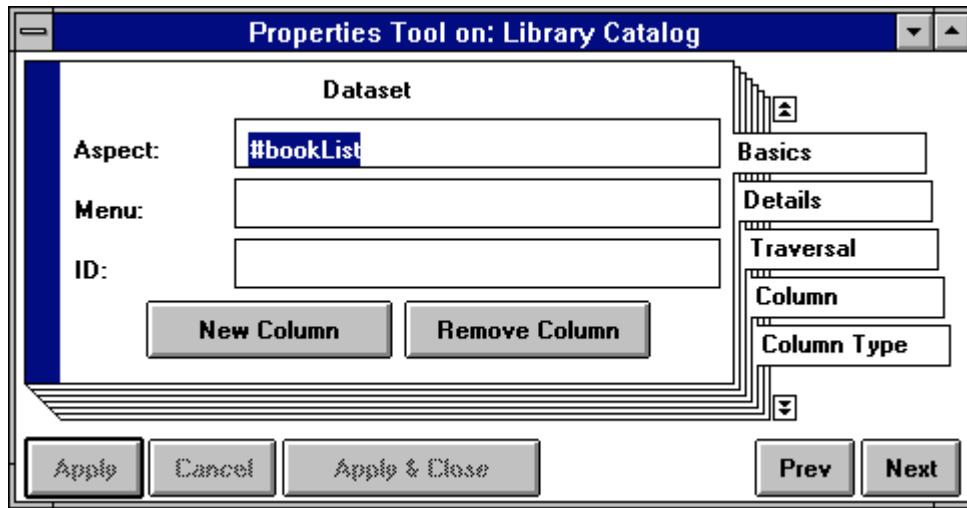 Properties Tool on: Library Catalog
Dataset
Aspect: #bookList
Menu:
ID:
New Column Remove Column
Basics
Details
Traversal
Column
Column Type
Apply Cancel Apply & Close Prev Next